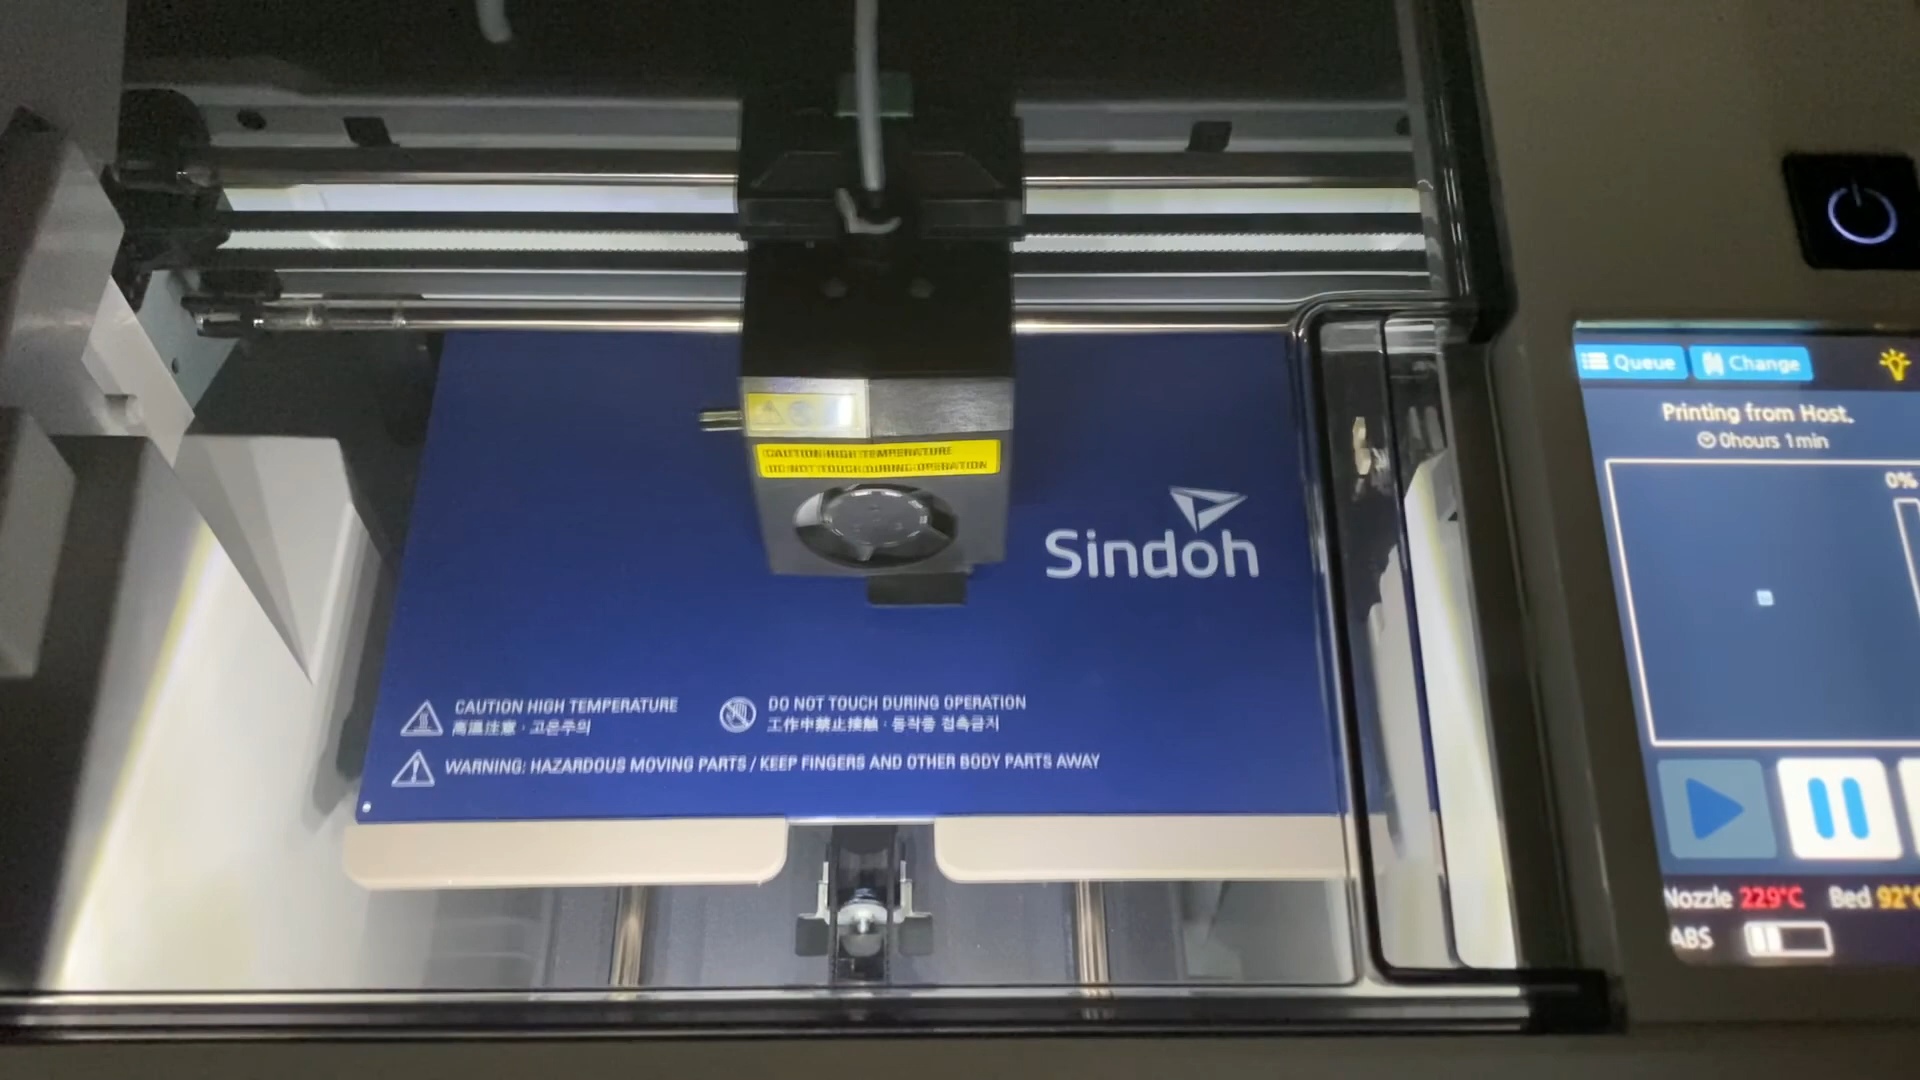 CAUTION HIGH TEMPERATURE
DO NOT TOUCH DURING OPERATION
Sindoh
CAUTION HIGH TEMPERATURE
高溫注意 · 고온주의
DO NOT TOUCH DURING OPERATION
工作中禁止接触 · 동작중 접촉금지
WARNING: HAZARDOUS MOVING PARTS / KEEP FINGERS AND OTHER BODY PARTS AWAY
Queue
Change
Printing from Host.
0hours 1min
0%
Nozzle 229°C Bed 92°C
ABS